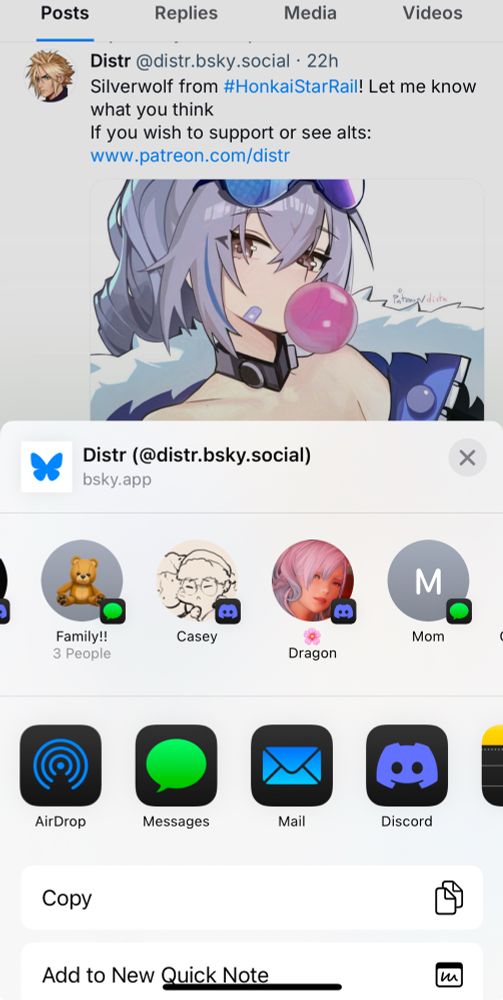 Posts Replies Media Videos
Distr @distr.bsky.social · 22h
Silverwolf from #HonkaiStarRail! Let me know
what you think
If you wish to support or see alts:
www.patreon.com/distr
Distr (@distr.bsky.social)
bsky.app
Family!!
3 People
Casey
🌸
Dragon
M
Mom
AirDrop
Messages
Mail
Discord
Copy
Add to New Quick Note